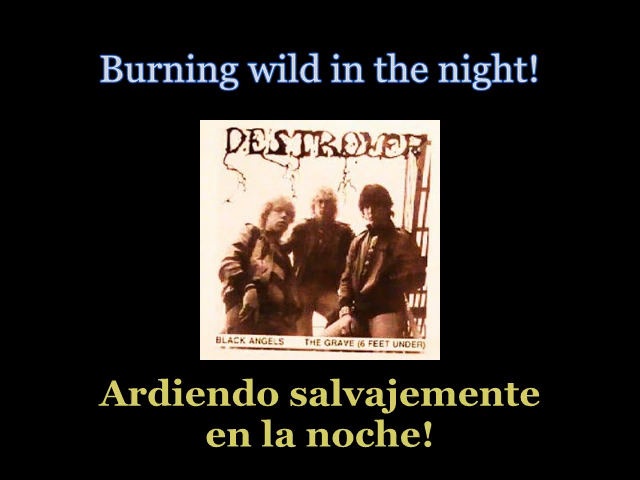 Burning wild in the night!
DESTROYER
BLACK ANGELS THE GRAVE (6 FEET UNDER)
Ardiendo salvajemente
en la noche!